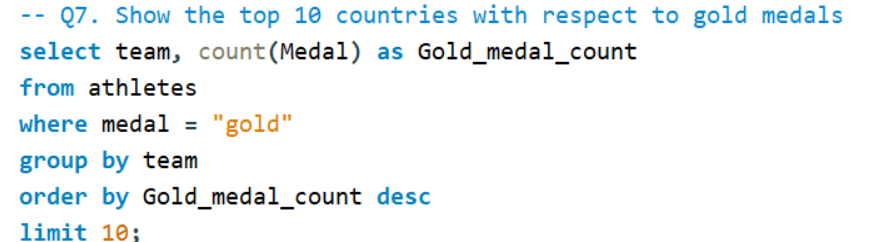 -- Q7. Show the top 10 countries with respect to gold medals
select team, count(Medal) as Gold_medal_count
from athletes
where medal = "gold"
group by team
order by Gold_medal_count desc
limit 10;